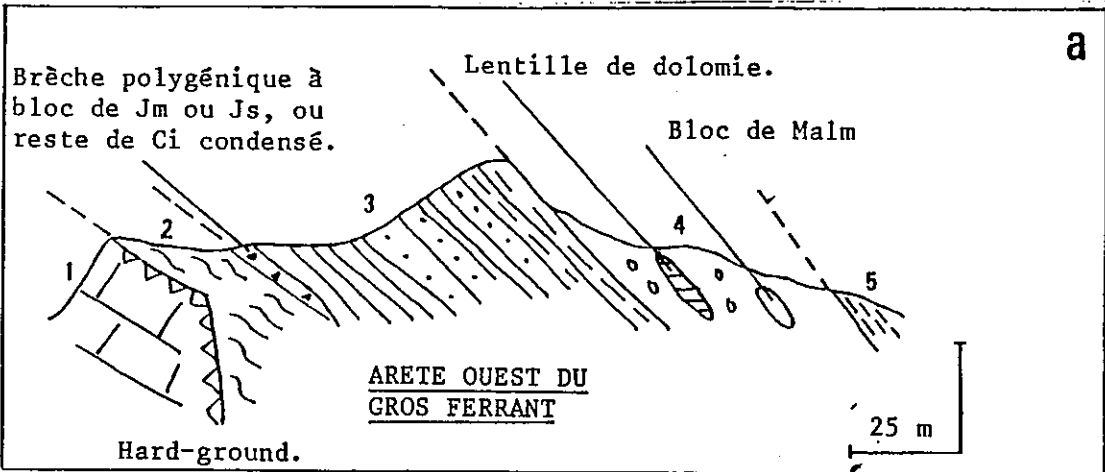 a
Brèche polygénique à
bloc de Jm ou Js, ou
reste de Ci condensé.
Lentille de dolomie.
Bloc de Malm
1
2
3
4
5
ARETE OUEST DU
GROS FERRANT
25 m
Hard-ground.